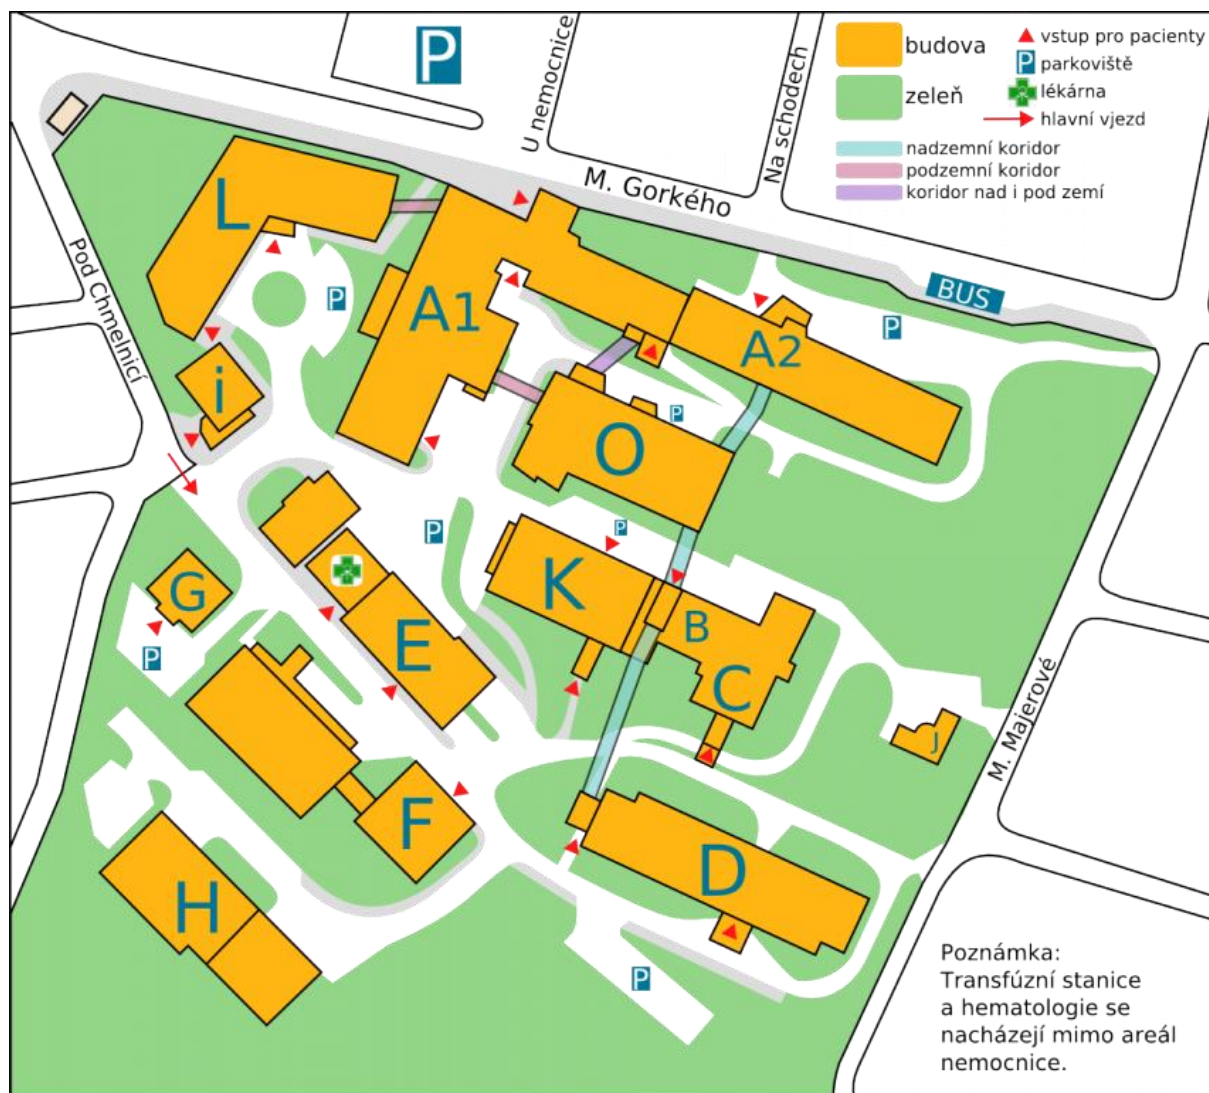 P
U nemocnice
Na schodech
M. Gorkého
budova
zeleň
nadzemní koridor
podzemní koridor
koridor nad i pod zemí
vstup pro pacienty
P parkoviště
lékárna
hlavní vjezd
BUS
Pod Chmelnicí
L
P
A1
A2
P
i
O
P
P
P
K
G
E
B
C
P
J
M. Majerové
F
D
H
P
Poznámka:
Transfúzní stanice
a hematologie se
nacházejí mimo areál
nemocnice.